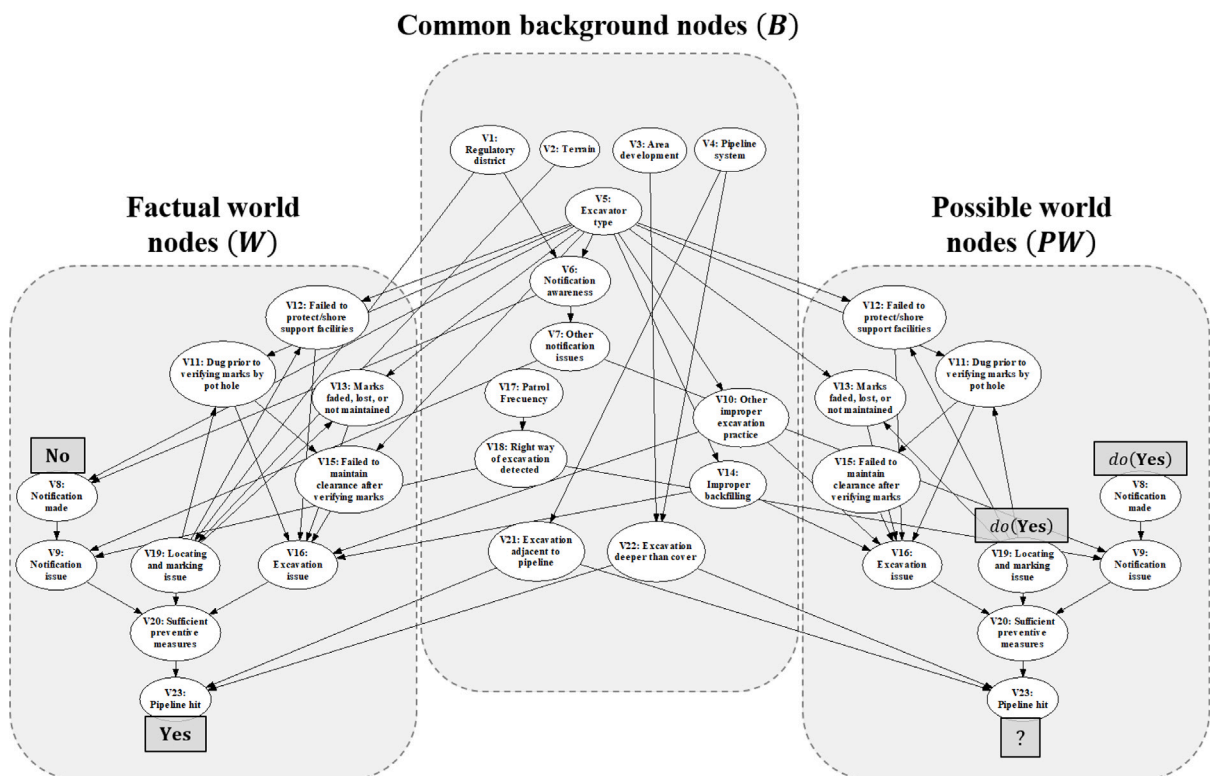 Common background nodes (B)
V1:
Regulatory
district
V2: Terrain
V3: Area
development
V4: Pipeline
system
V5:
Excavator
type
V6:
Notification
awareness
V7: Other
notification
issues
V17: Patrol
Frecuency
V10: Other
improper
excavation
practice
V18: Right way
of excavation
detected
V14:
Improper
backfilling
V21: Excavation
adjacent to
pipeline
V22: Excavation
deeper than cover
Factual world
nodes (W)
V12: Failed to
protect/shore
support facilities
V11: Dug prior to
verifying marks by
pot hole
V13: Marks
faded, lost, or
not maintained
V15: Failed to
maintain clearance after
verifying marks
No
V8:
Notification
made
V9:
Notification
issue
V19: Locating
and marking
issue
V16:
Excavation
issue
V20: Sufficient
preventive
measures
V23:
Pipeline hit
Yes
Possible world
nodes (PW)
V12: Failed to
protect/shore
support facilities
V11: Dug prior to
verifying marks by
pot hole
V13: Marks
faded, lost, or
not maintained
V15: Failed to
maintain clearance after
verifying marks
do(Yes)
V8:
Notification
made
do(Yes)
V16:
Excavation
issue
V19: Locating
and marking
issue
V9:
Notification
issue
V20: Sufficient
preventive
measures
V23:
Pipeline hit
?